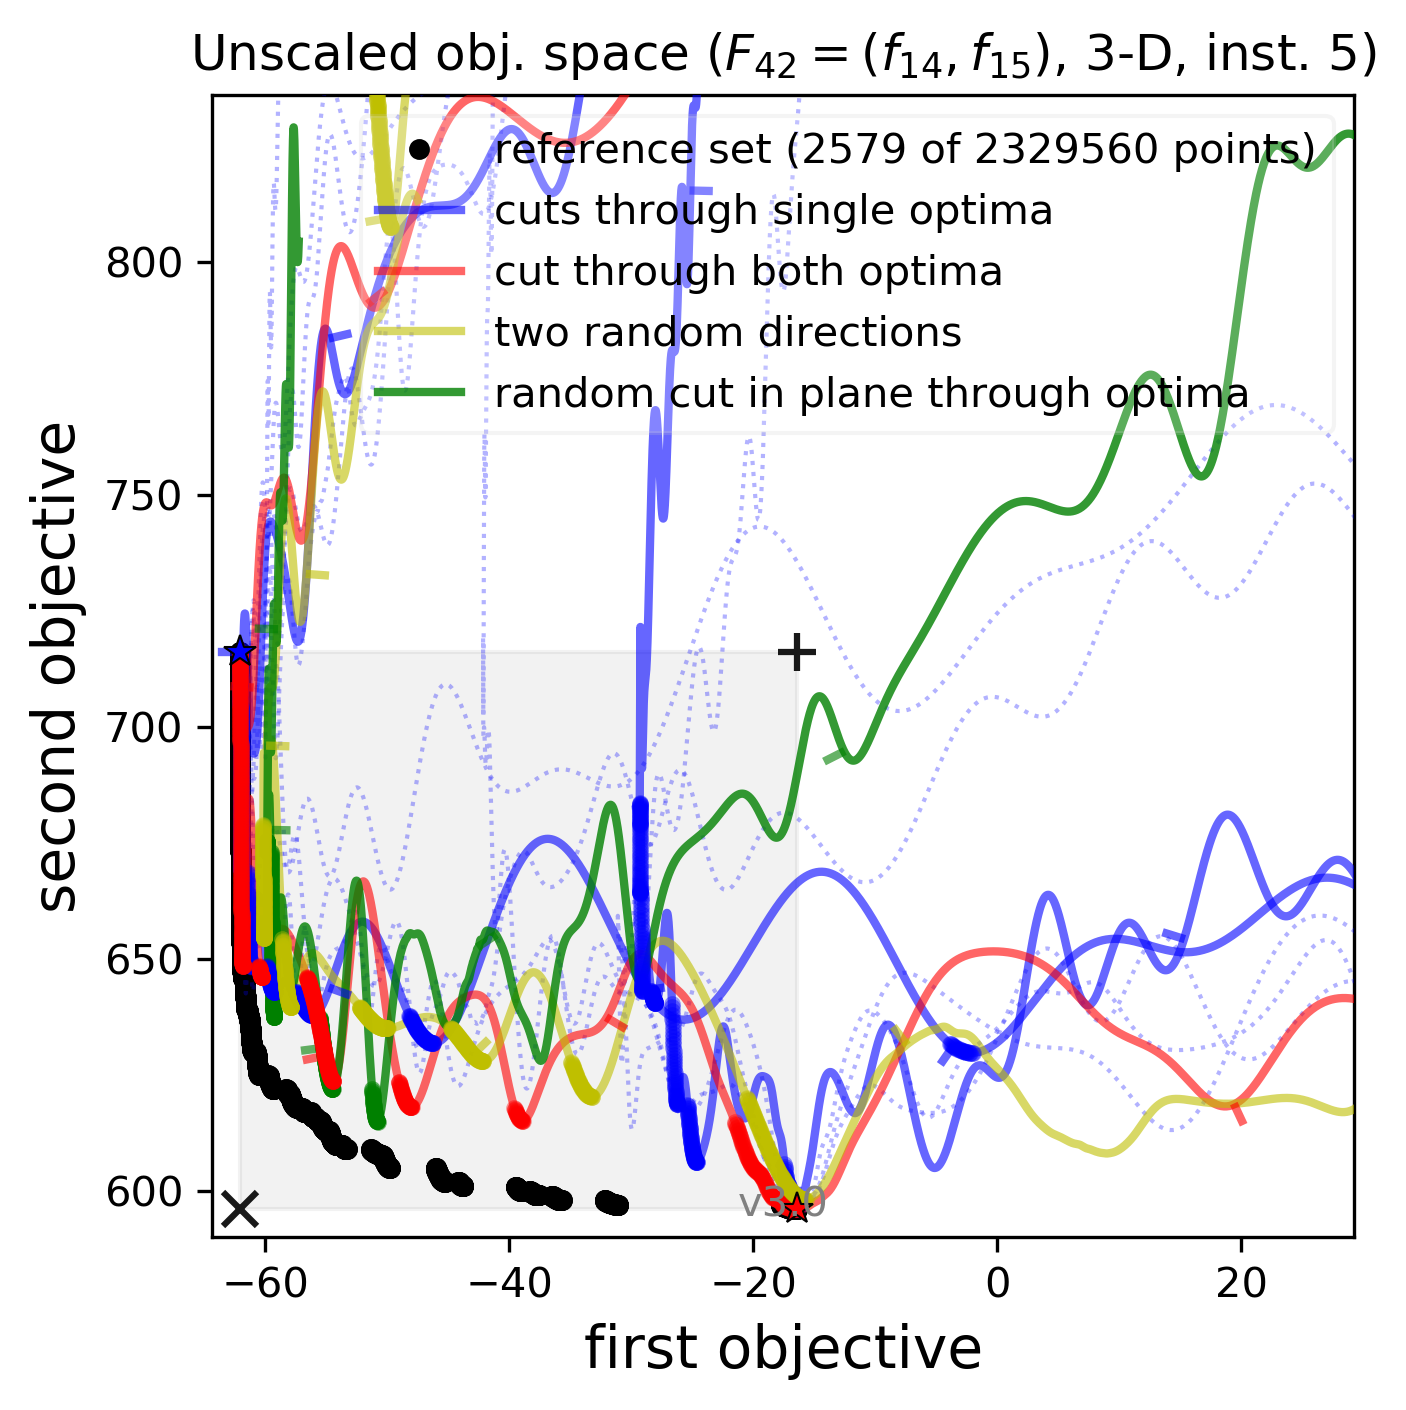 Unscaled obj. space (F₄₂ = (f₁₄, f₁₅), 3-D, inst. 5)
reference set (2579 of 2329560 points)
cuts through single optima
cut through both optima
two random directions
random cut in plane through optima
second objective
800
750
700
650
600
−60
−40
−20
0
20
first objective